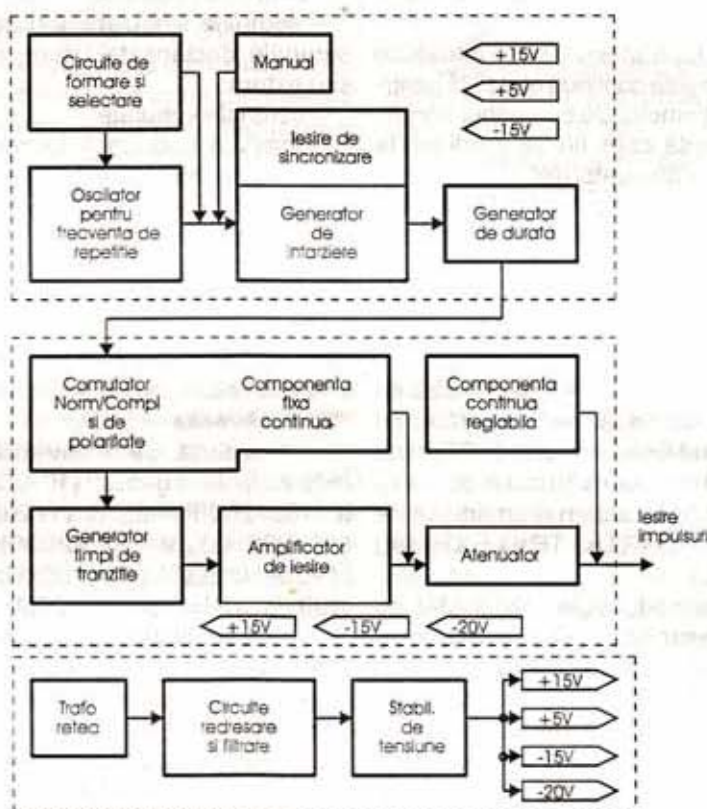 Circuite de
formare si
selectare
Manual
+15V
+5V
-15V
Oscilator
pentru
frecventa de
repetitie
Iesire de
sincronizare
Generator
de
intarziere
Generator
de durata
Comutator
Norm/Compl
si de
polaritate
Componenta
fixa
continua
Componenta
continua
reglabila
Generator
timpi de
tranzitie
Amplificator
de iesire
Atenuator
Iesire
impulsuri
+15V
-15V
-20V
Trafo
retea
Circuite
redresare
si filtrare
Stabil.
de
tensiune
+15V
+5V
-15V
-20V